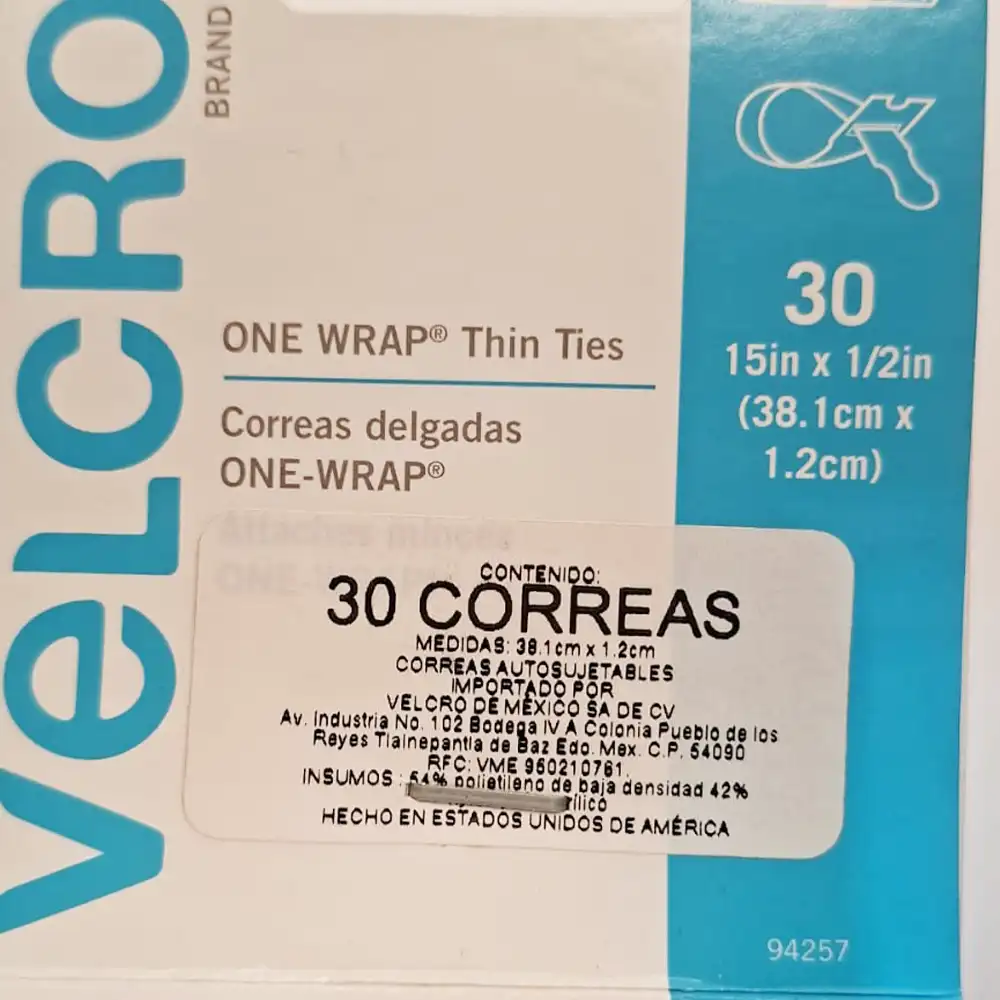 VELCRO
BRAND
ONE WRAP® Thin Ties
Correas delgadas
ONE-WRAP®
Attaches minces
30
15in x 1/2in
(38.1cm x
1.2cm)
CONTENIDO:
30 CORREAS
MEDIDAS: 38.1cm x 1.2cm
CORREAS AUTOSUJETABLES
IMPORTADO POR
VELCRO DE MÉXICO SA DE CV
Av. Industria No. 102 Bodega IV A Colonia Pueblo de los
Reyes Tlalnepantla de Baz Edo. Mex. C.P. 54090
RFC: VME 960210761.
INSUMOS : 54% polietileno de baja densidad 42%
HECHO EN ESTADOS UNIDOS DE AMÉRICA
94257